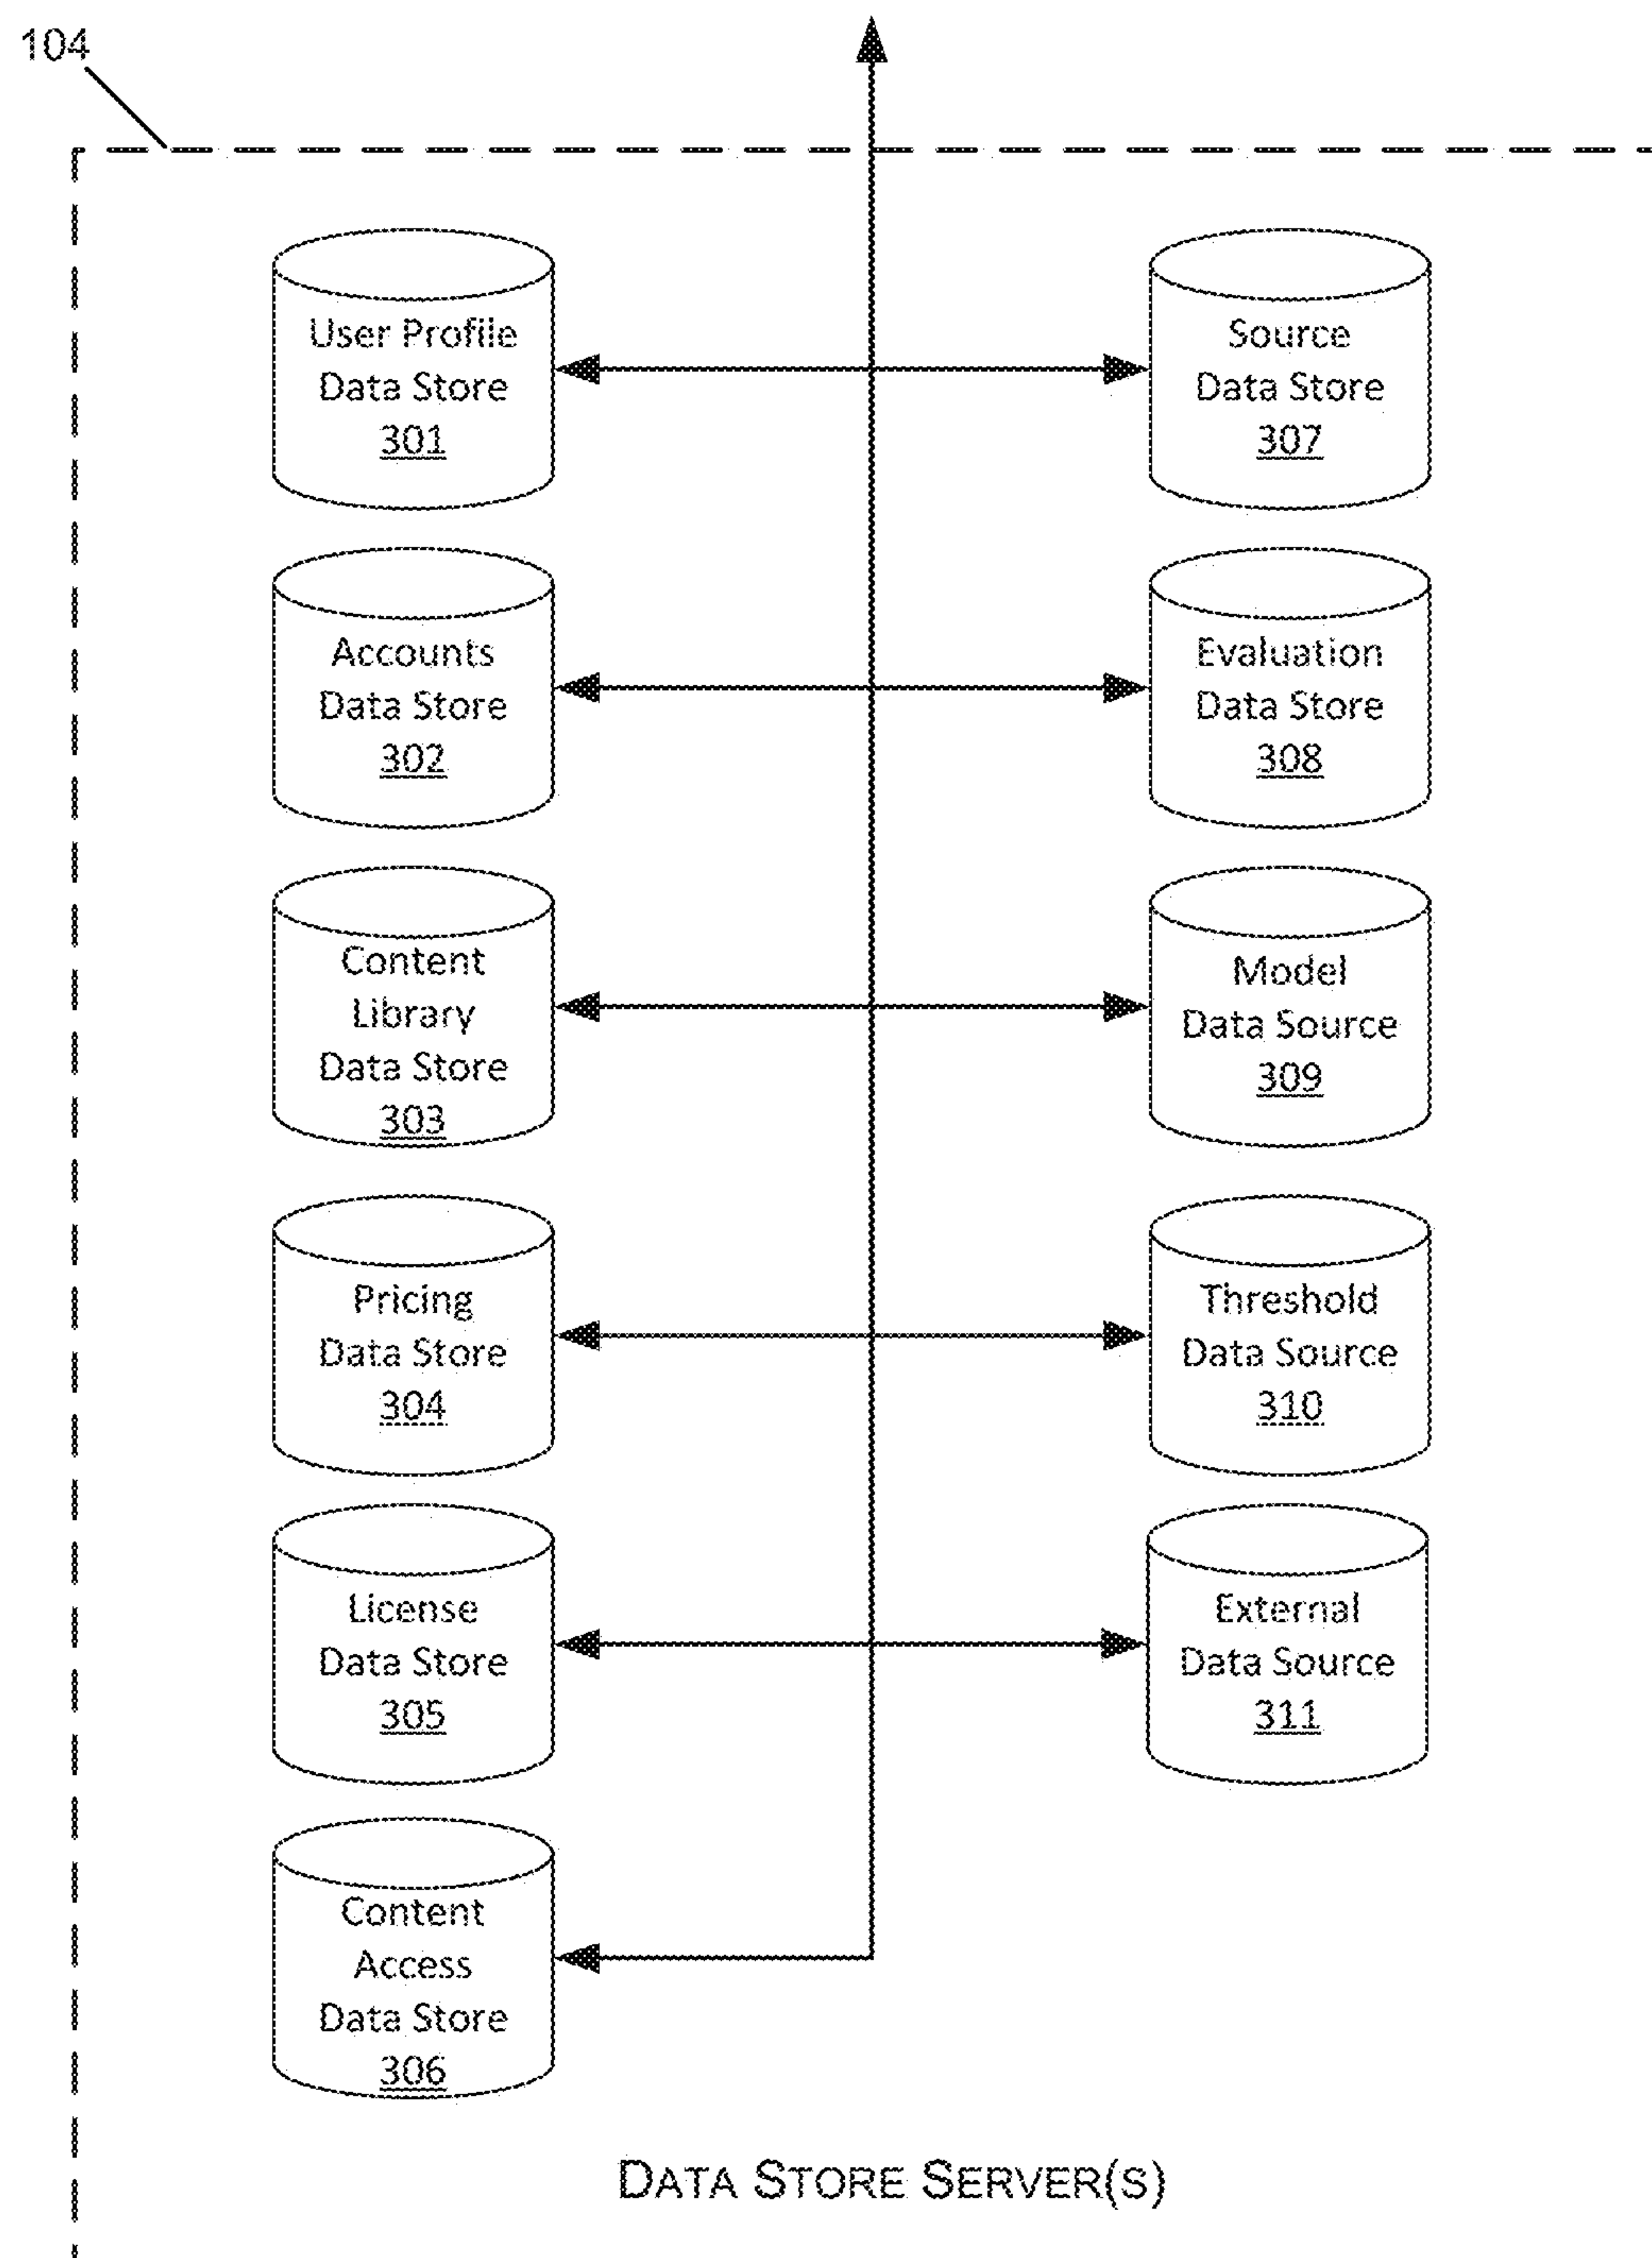 104
User Profile
Data Store
301
Source
Data Store
307
Accounts
Data Store
302
Evaluation
Data Store
308
Content
Library
Data Store
303
Model
Data Source
309
Pricing
Data Store
304
Threshold
Data Source
310
License
Data Store
305
External
Data Source
311
Content
Access
Data Store
306
DATA STORE SERVER(S)